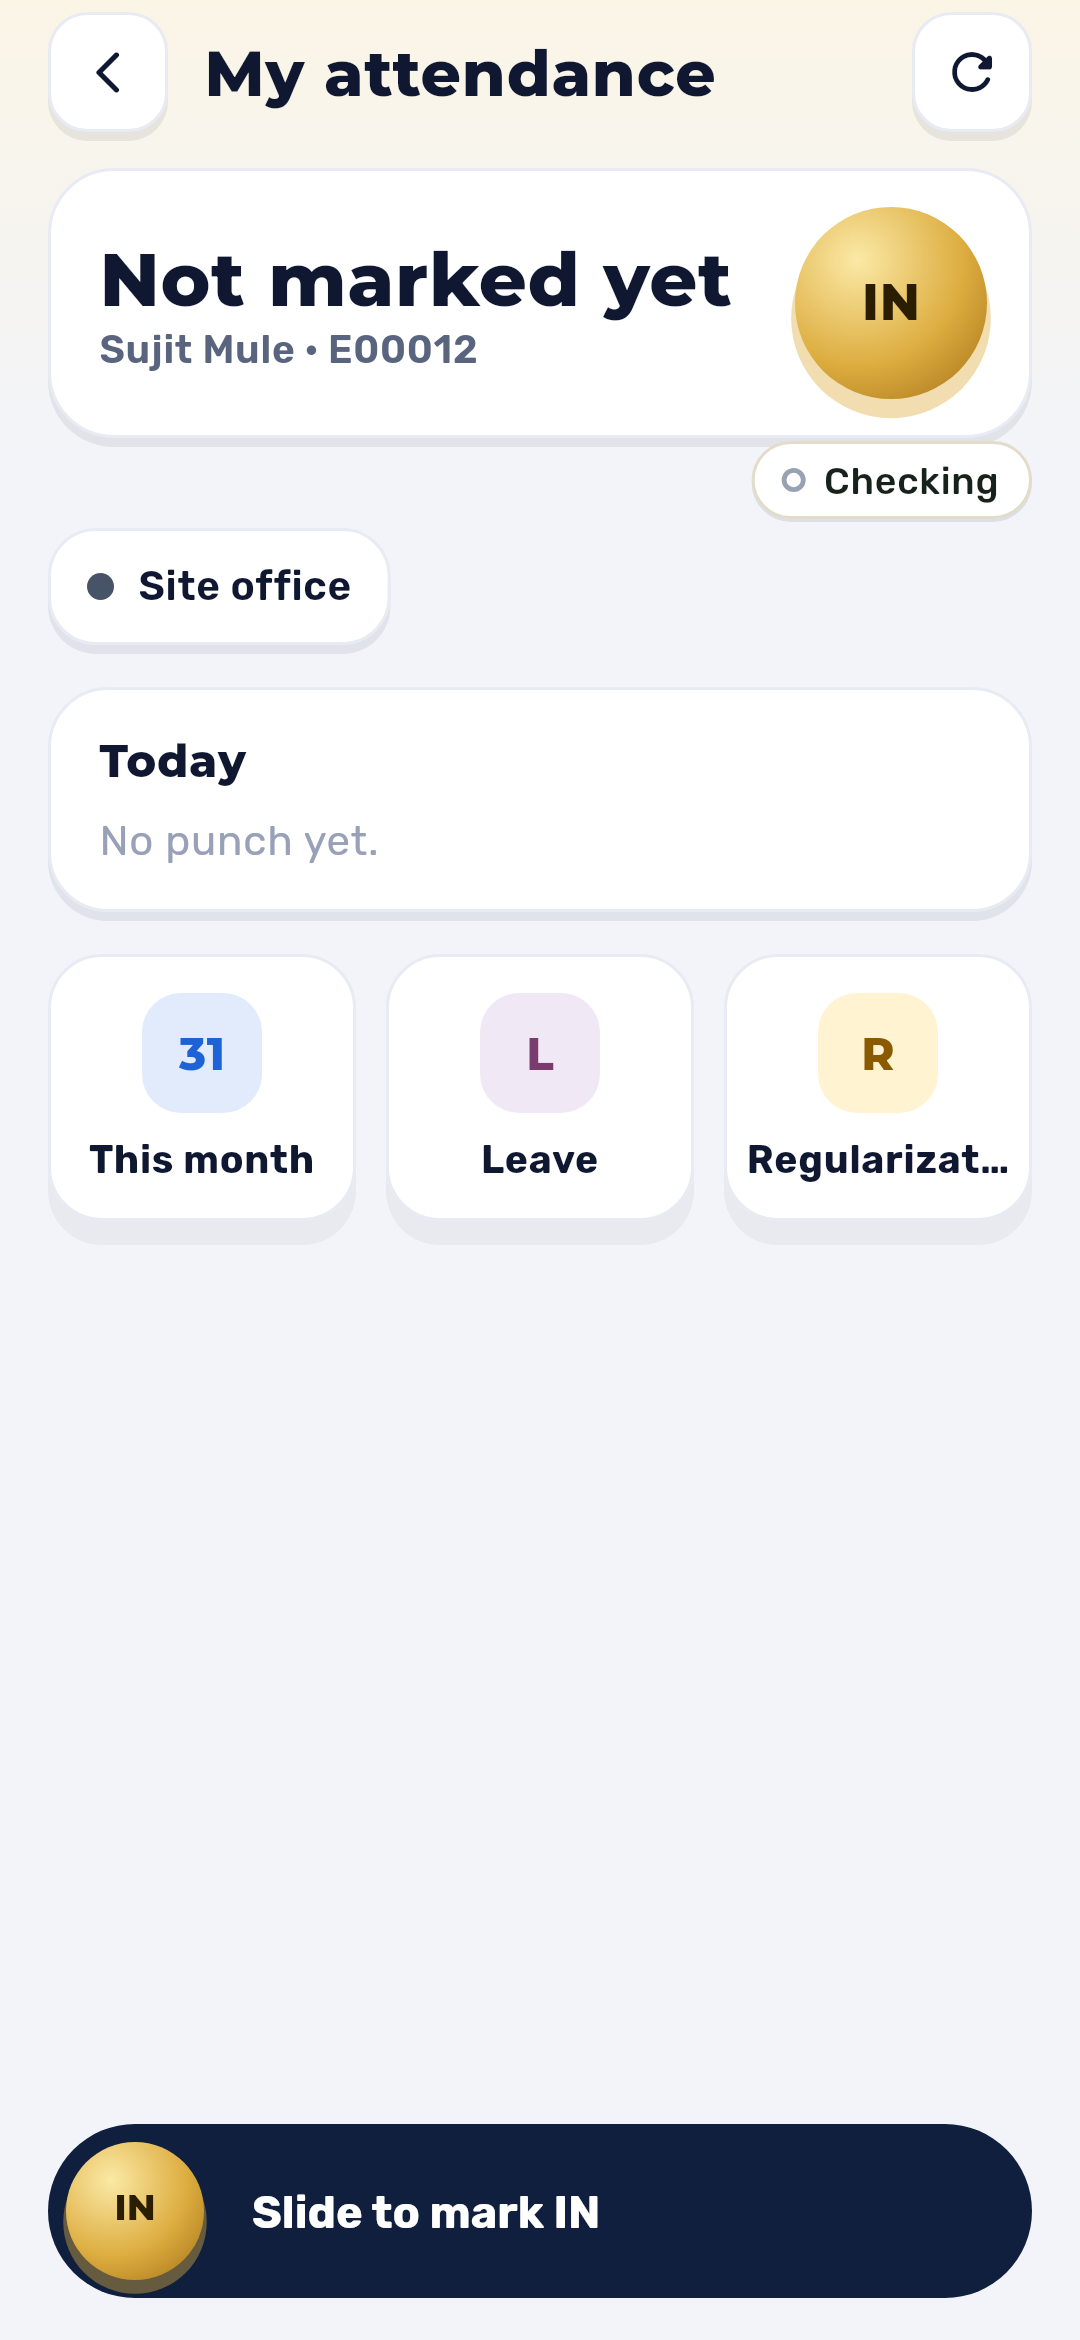 My attendance
Not marked yet
IN
Sujit Mule • E00012
Checking
Site office
Today
No punch yet.
31
L
R
This month
Leave
Regularizat...
IN
Slide to mark IN